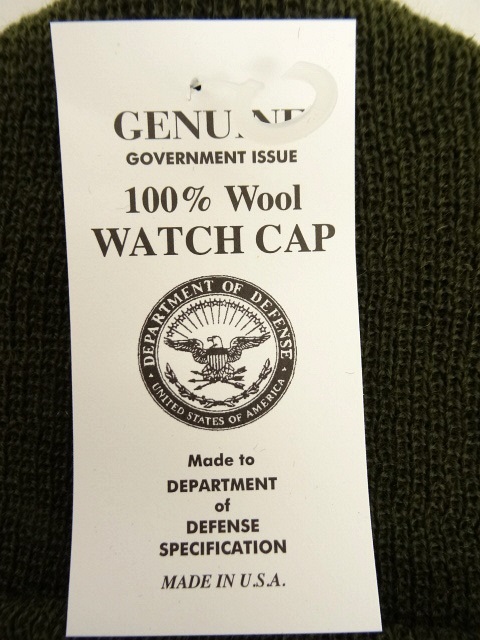 GENUINE
GOVERNMENT ISSUE
100% Wool
WATCH CAP
DEPARTMENT OF DEFENSE
UNITED STATES OF AMERICA
Made to
DEPARTMENT
of
DEFENSE
SPECIFICATION
MADE IN U.S.A.